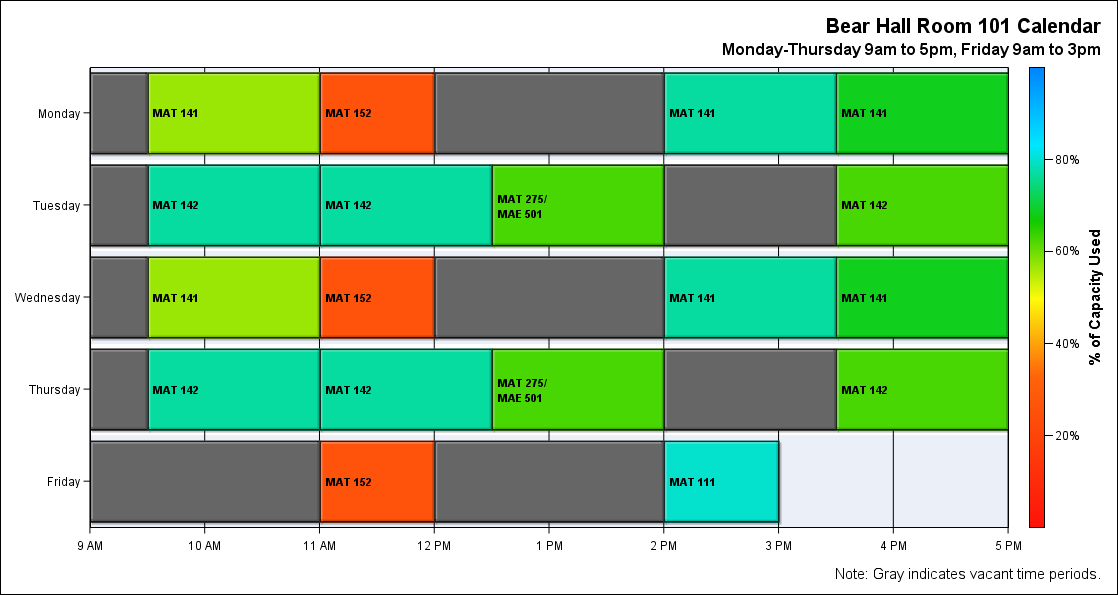 Bear Hall Room 101 Calendar
Monday-Thursday 9am to 5pm, Friday 9am to 3pm
Monday
MAT 141
MAT 152
MAT 141
MAT 141
Tuesday
MAT 142
MAT 142
MAT 275/
MAE 501
MAT 142
Wednesday
MAT 141
MAT 152
MAT 141
MAT 141
Thursday
MAT 142
MAT 142
MAT 275/
MAE 501
MAT 142
Friday
MAT 152
MAT 111
9 AM
10 AM
11 AM
12 PM
1 PM
2 PM
3 PM
4 PM
5 PM
80%
60%
40%
20%
% of Capacity Used
Note: Gray indicates vacant time periods.